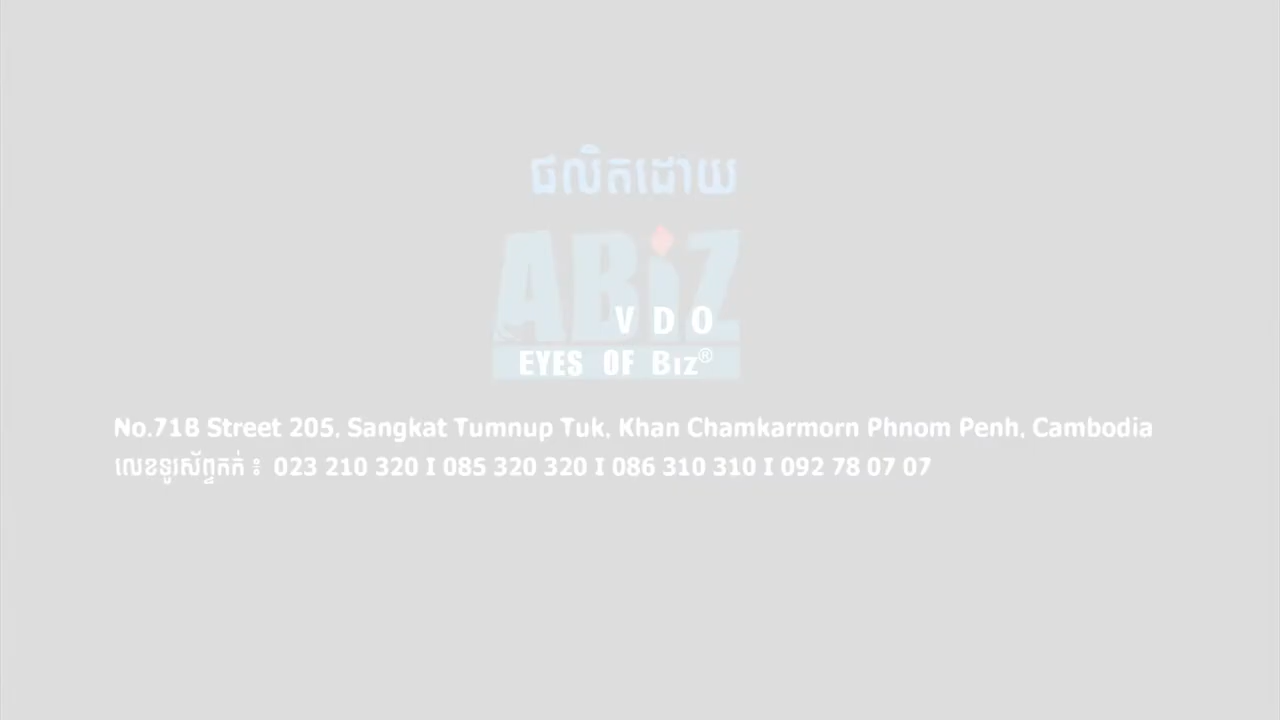 ផលិតដោយ
ABiZ
VDO
EYES OF Biz®
No.71B Street 205, Sangkat Tumnup Tuk, Khan Chamkarmorn Phnom Penh, Cambodia
លេខទូរស័ព្ទកក់ ៖ 023 210 320 I 085 320 320 I 086 310 310 I 092 78 07 07